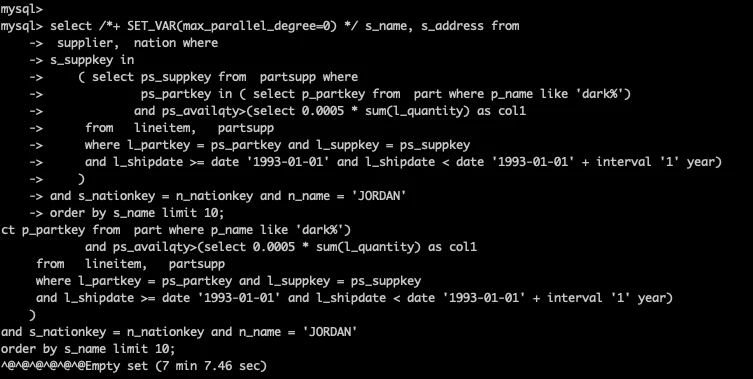 mysql>
mysql> select /*+ SET_VAR(max_parallel_degree=0) */ s_name, s_address from
    ->  supplier,  nation where
    -> s_suppkey in
    ->     ( select ps_suppkey from  partsupp where
    ->             ps_partkey in ( select p_partkey from  part where p_name like 'dark%')
    ->            and ps_availqty>(select 0.0005 * sum(l_quantity) as col1
    ->      from   lineitem,   partsupp
    ->      where l_partkey = ps_partkey and l_suppkey = ps_suppkey
    ->      and l_shipdate >= date '1993-01-01' and l_shipdate < date '1993-01-01' + interval '1' year)
    ->     )
    -> and s_nationkey = n_nationkey and n_name = 'JORDAN'
    -> order by s_name limit 10;
ct p_partkey from  part where p_name like 'dark%')
            and ps_availqty>(select 0.0005 * sum(l_quantity) as col1
     from   lineitem,   partsupp
     where l_partkey = ps_partkey and l_suppkey = ps_suppkey
     and l_shipdate >= date '1993-01-01' and l_shipdate < date '1993-01-01' + interval '1' year)
    )
and s_nationkey = n_nationkey and n_name = 'JORDAN'
order by s_name limit 10;
^@^@^@^@^@^@Empty set (7 min 7.46 sec)